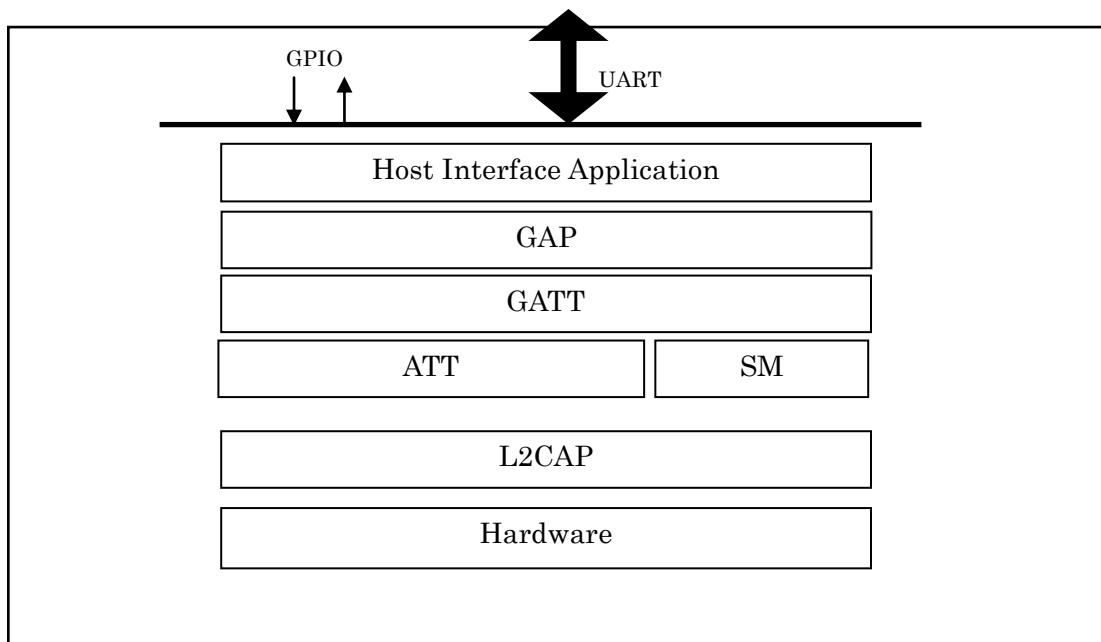 GPIO
UART
Host Interface Application
GAP
GATT
ATT
SM
L2CAP
Hardware